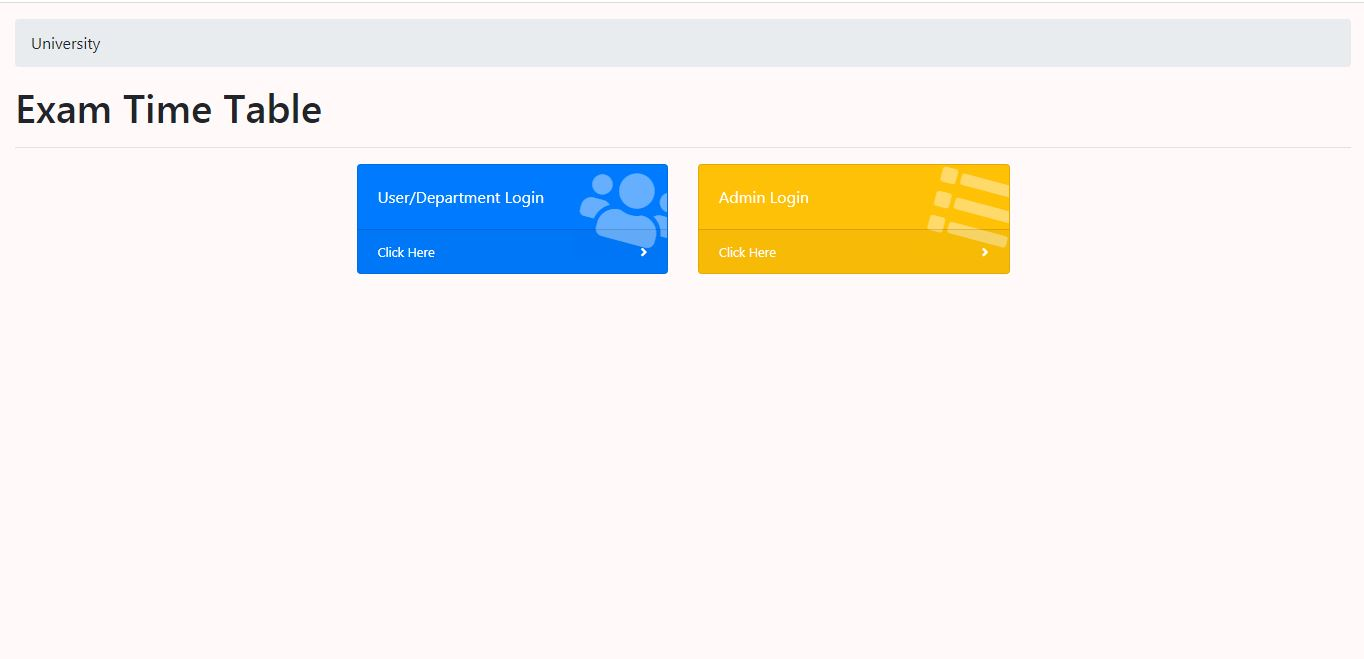 University
Exam Time Table
User/Department Login
Click Here
Admin Login
Click Here